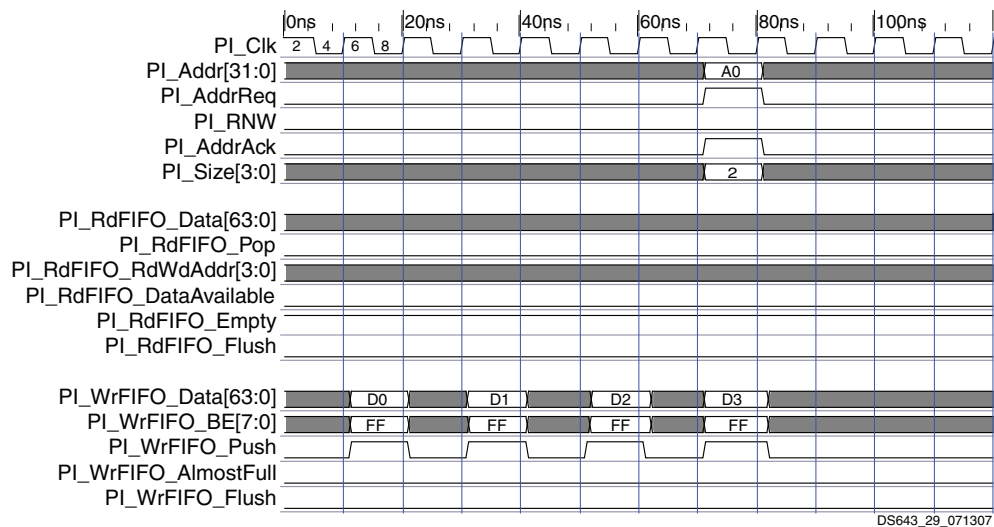 0ns 20ns 40ns 60ns 80ns 100ns
PI_Clk 2 4 6 8
PI_Addr[31:0] A0
PI_AddrReq
PI_RNW
PI_AddrAck
PI_Size[3:0] 2
PI_RdFIFO_Data[63:0]
PI_RdFIFO_Pop
PI_RdFIFO_RdWdAddr[3:0]
PI_RdFIFO_DataAvailable
PI_RdFIFO_Empty
PI_RdFIFO_Flush
PI_WrFIFO_Data[63:0] D0 D1 D2 D3
PI_WrFIFO_BE[7:0] FF FF FF FF
PI_WrFIFO_Push
PI_WrFIFO_AlmostFull
PI_WrFIFO_Flush
DS643_29_071307